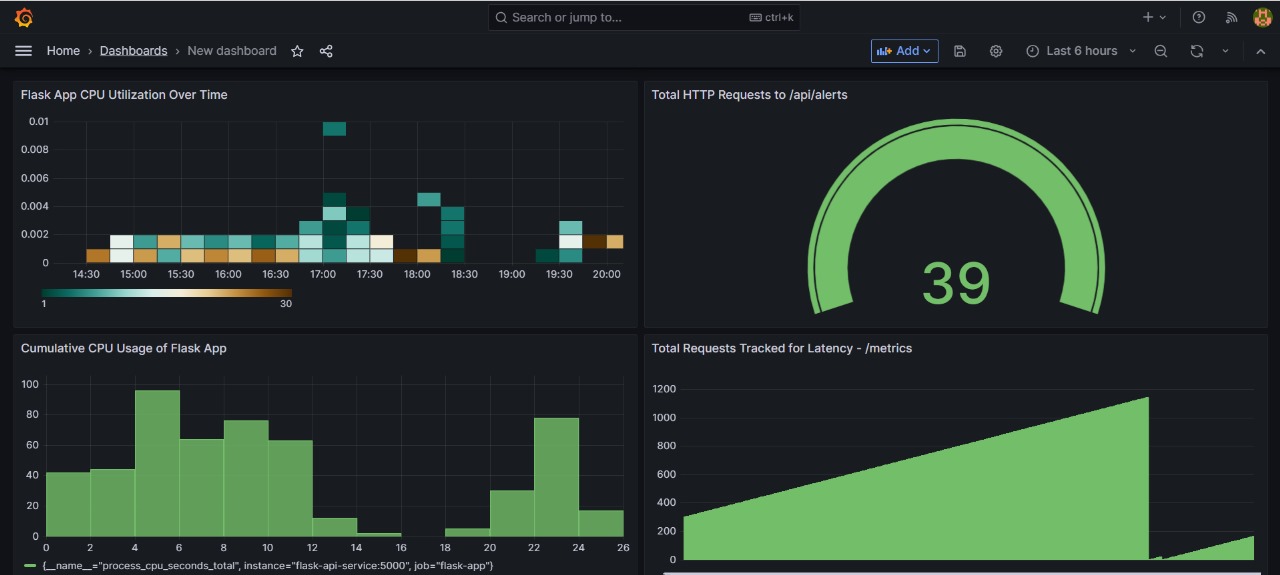 Search or jump to... ctrl+k
Home › Dashboards › New dashboard Add Last 6 hours
Flask App CPU Utilization Over Time
0.01
0.008
0.006
0.004
0.002
0
14:30 15:00 15:30 16:00 16:30 17:00 17:30 18:00 18:30 19:00 19:30 20:00
1 30
Total HTTP Requests to /api/alerts
39
Cumulative CPU Usage of Flask App
100
80
60
40
20
0
0 2 4 6 8 10 12 14 16 18 20 22 24 26
{__name__="process_cpu_seconds_total", instance="flask-api-service:5000", job="flask-app"}
Total Requests Tracked for Latency - /metrics
1200
1000
800
600
400
200
0